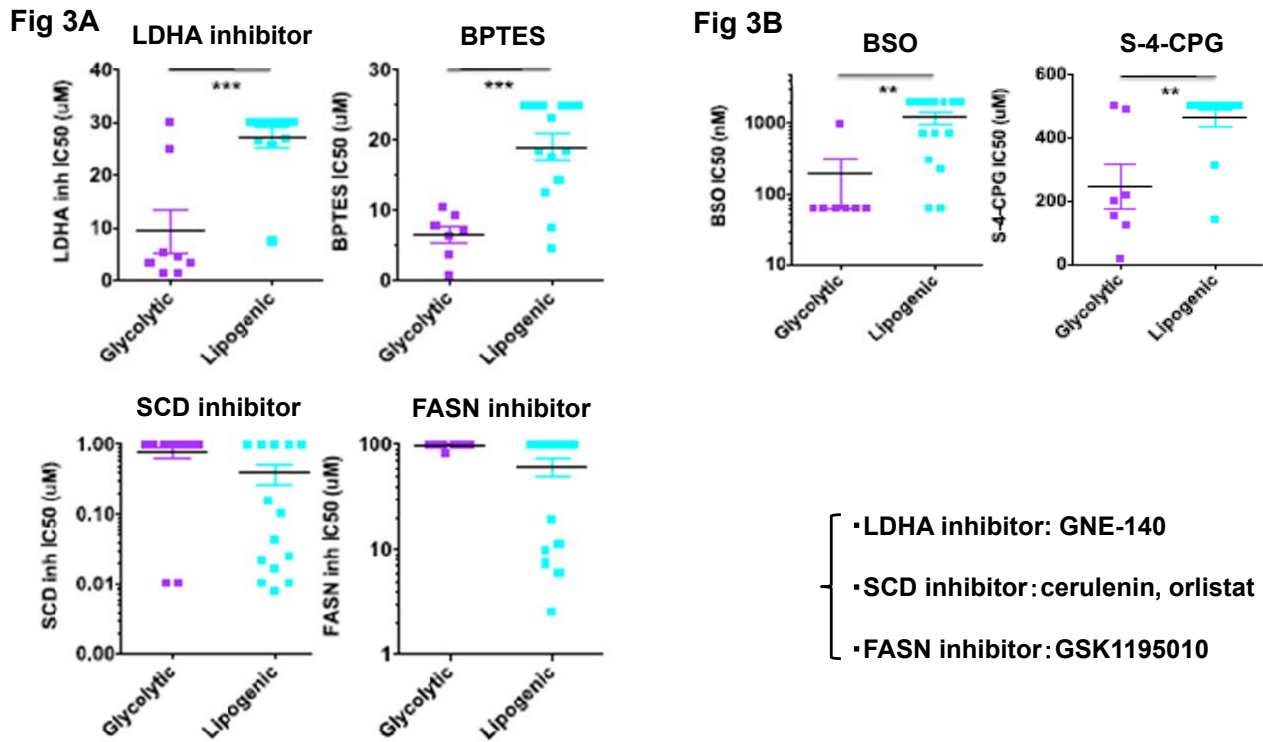 Fig 3A
LDHA inhibitor
LDHA inh IC50 (uM)
40
30
20
10
0
***
Glycolytic
Lipogenic
BPTES
BPTES IC50 (uM)
30
20
10
0
***
Glycolytic
Lipogenic
Fig 3B
BSO
BSO IC50 (nM)
1000
100
10
**
Glycolytic
Lipogenic
S-4-CPG
S-4-CPG IC50 (uM)
600
400
200
0
**
Glycolytic
Lipogenic
SCD inhibitor
SCD inh IC50 (uM)
1.00
0.10
0.01
0.00
Glycolytic
Lipogenic
FASN inhibitor
FASN inh IC50 (uM)
100
10
1
Glycolytic
Lipogenic
・LDHA inhibitor: GNE-140
・SCD inhibitor：cerulenin, orlistat
・FASN inhibitor：GSK1195010